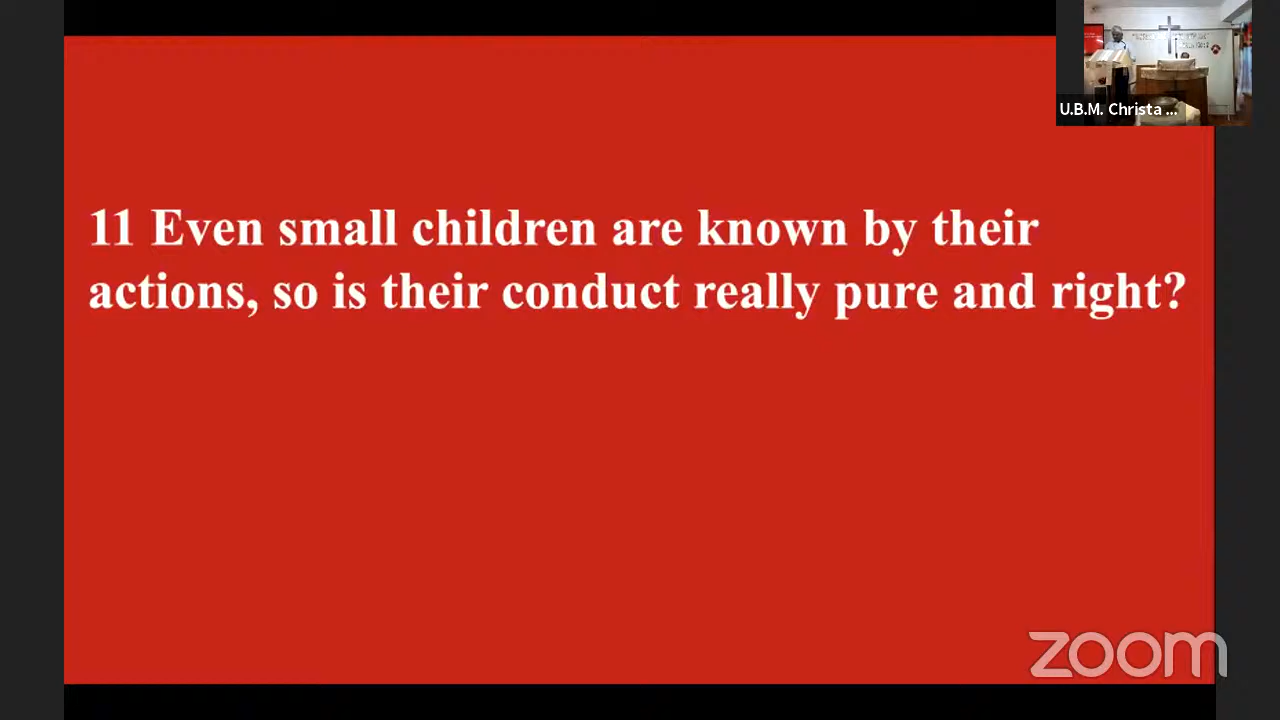 U.B.M. Christa ...
11 Even small children are known by their
actions, so is their conduct really pure and right?
zoom